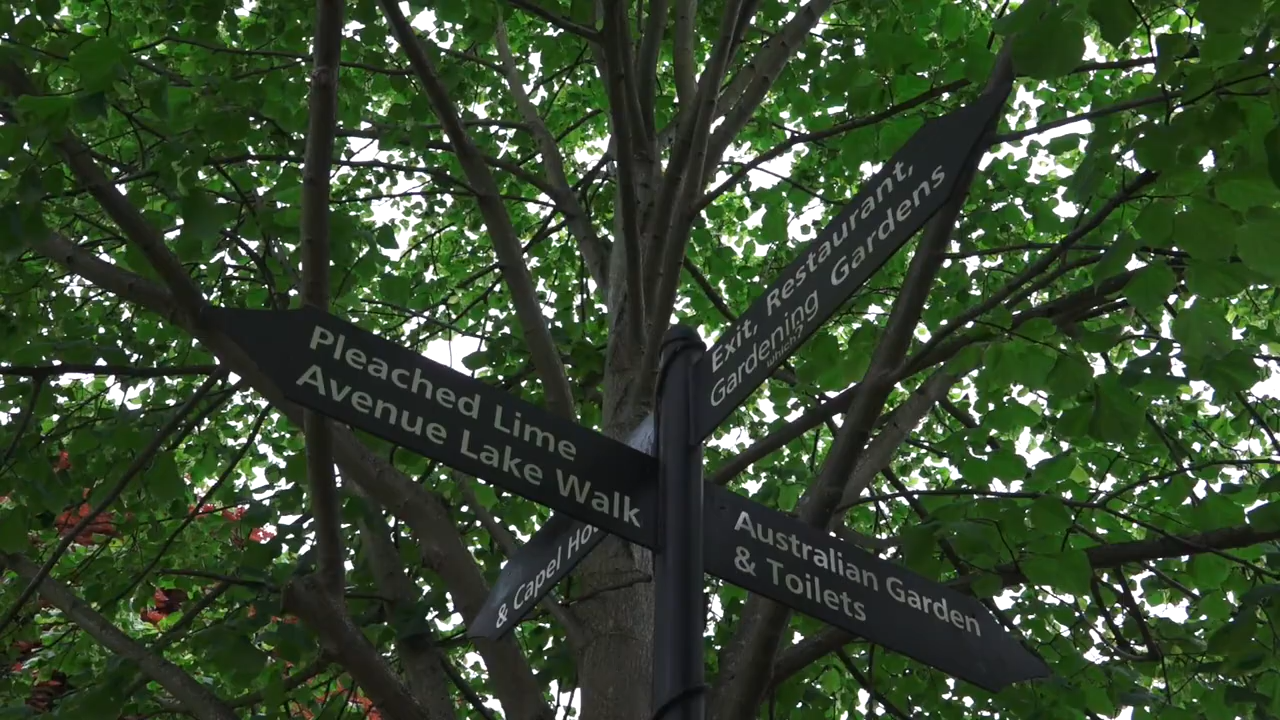 Pleached Lime
Avenue Lake Walk
Exit, Restaurant,
Gardening Gardens
which?
& Capel
Australian Garden
& Toilets